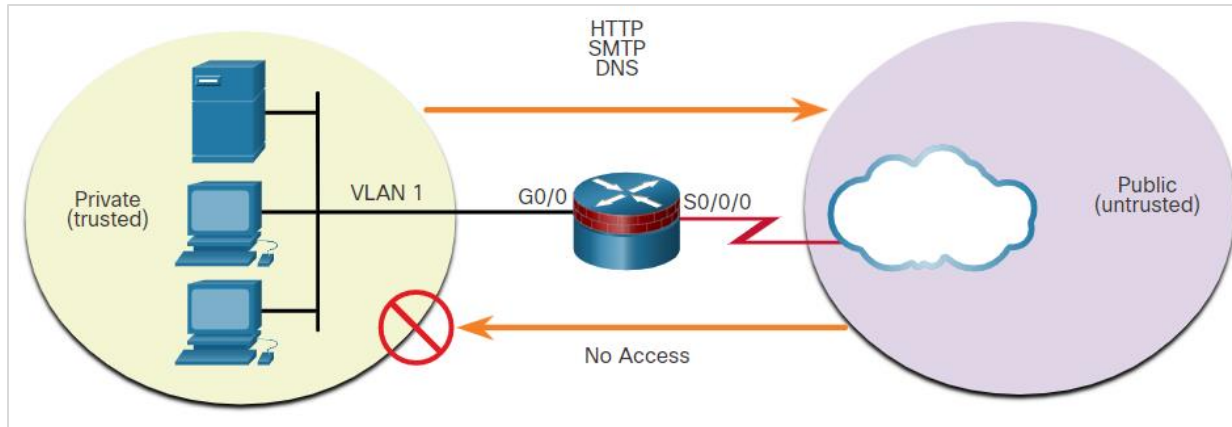 HTTP
SMTP
DNS
Private
(trusted)
VLAN 1
G0/0
S0/0/0
Public
(untrusted)
No Access